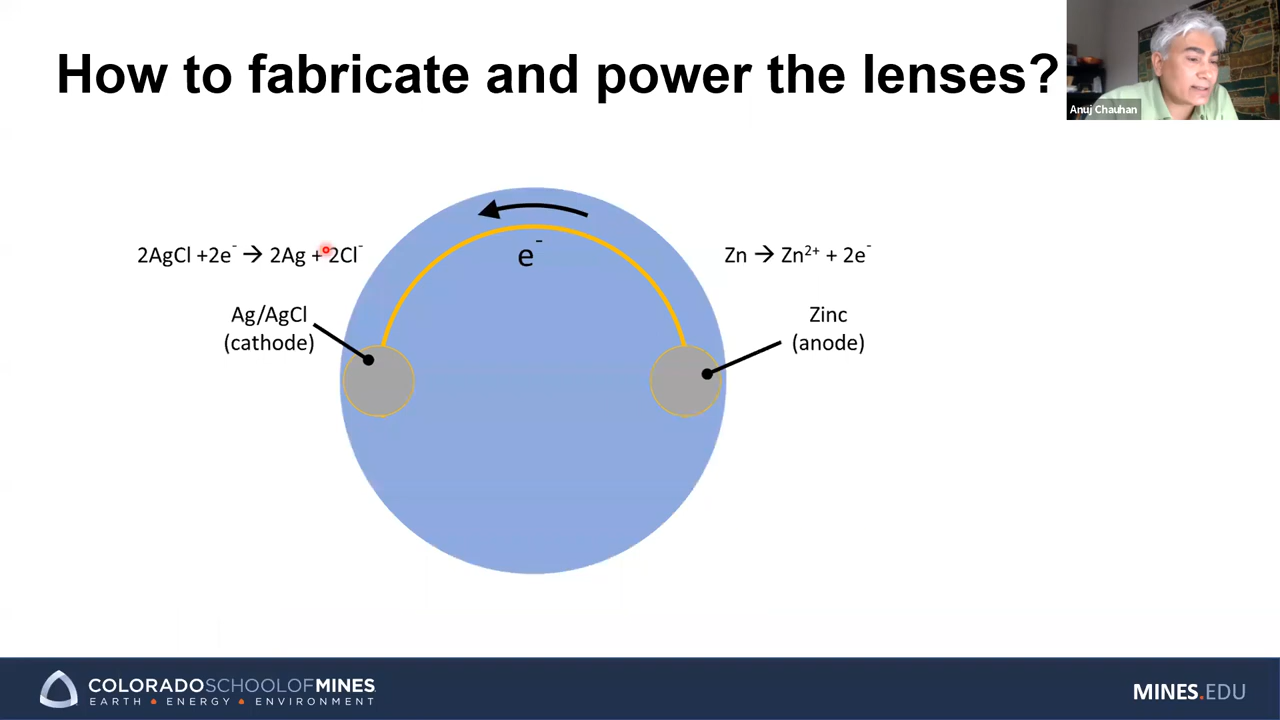 How to fabricate and power the lenses?
Anuj Chauhan
2AgCl +2e⁻ → 2Ag + 2Cl⁻
e⁻
Zn → Zn²⁺ + 2e⁻
Ag/AgCl
(cathode)
Zinc
(anode)
COLORADOSCHOOLOFMINES
EARTH • ENERGY • ENVIRONMENT
MINES.EDU